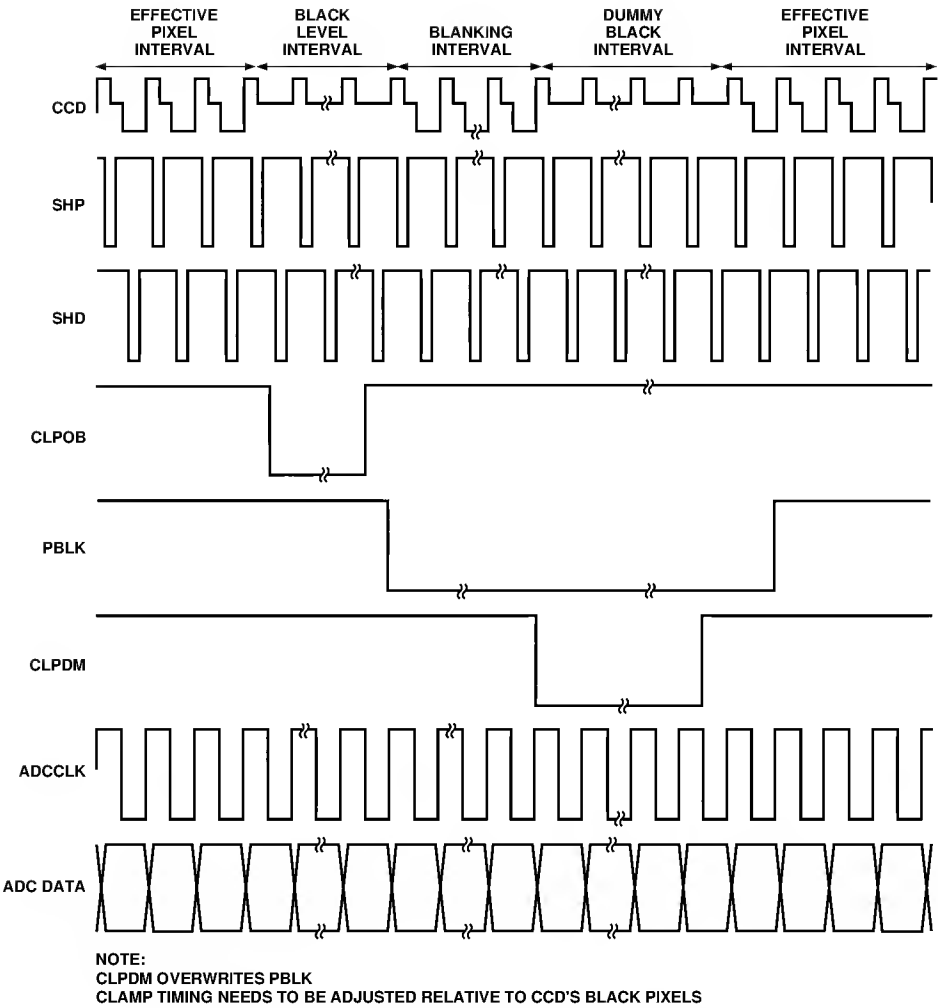 EFFECTIVE
PIXEL
INTERVAL
BLACK
LEVEL
INTERVAL
BLANKING
INTERVAL
DUMMY
BLACK
INTERVAL
EFFECTIVE
PIXEL
INTERVAL
CCD
SHP
SHD
CLPOB
PBLK
CLPDM
ADCCLK
ADC DATA
NOTE:
CLPDM OVERWRITES PBLK
CLAMP TIMING NEEDS TO BE ADJUSTED RELATIVE TO CCD'S BLACK PIXELS